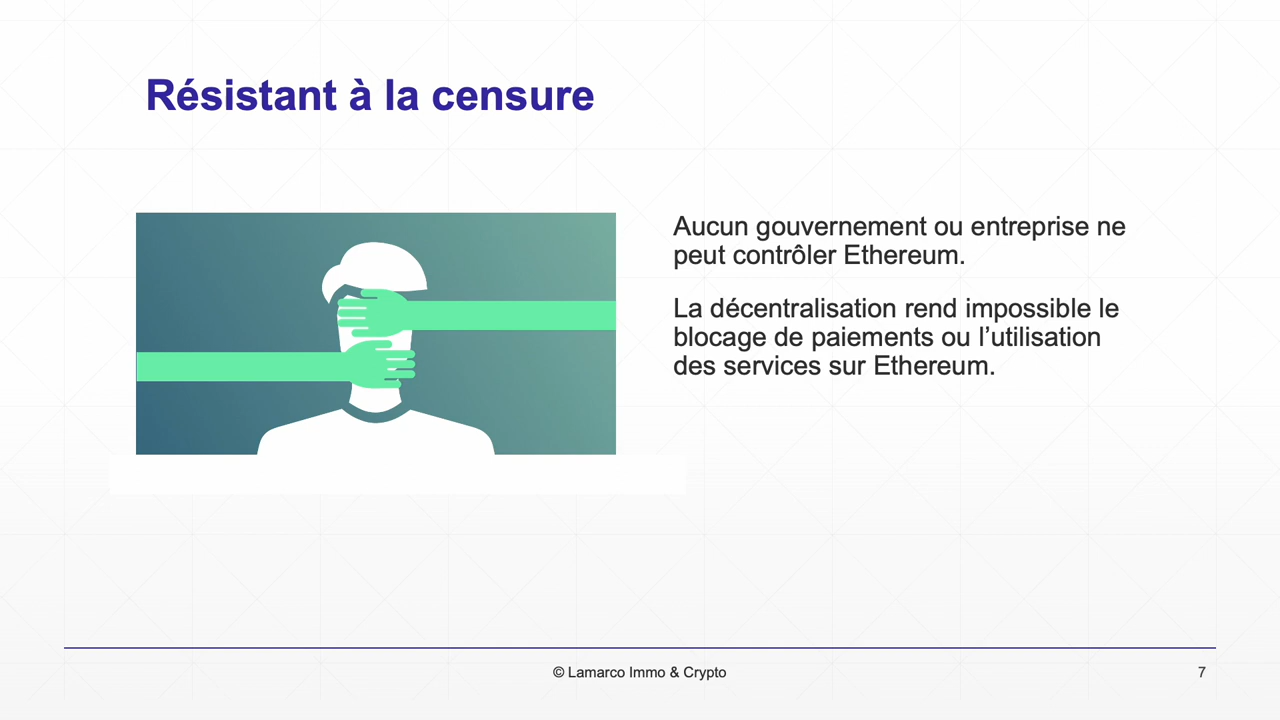 Résistant à la censure
Aucun gouvernement ou entreprise ne
peut contrôler Ethereum.
La décentralisation rend impossible le
blocage de paiements ou l’utilisation
des services sur Ethereum.
© Lamarco Immo & Crypto
7